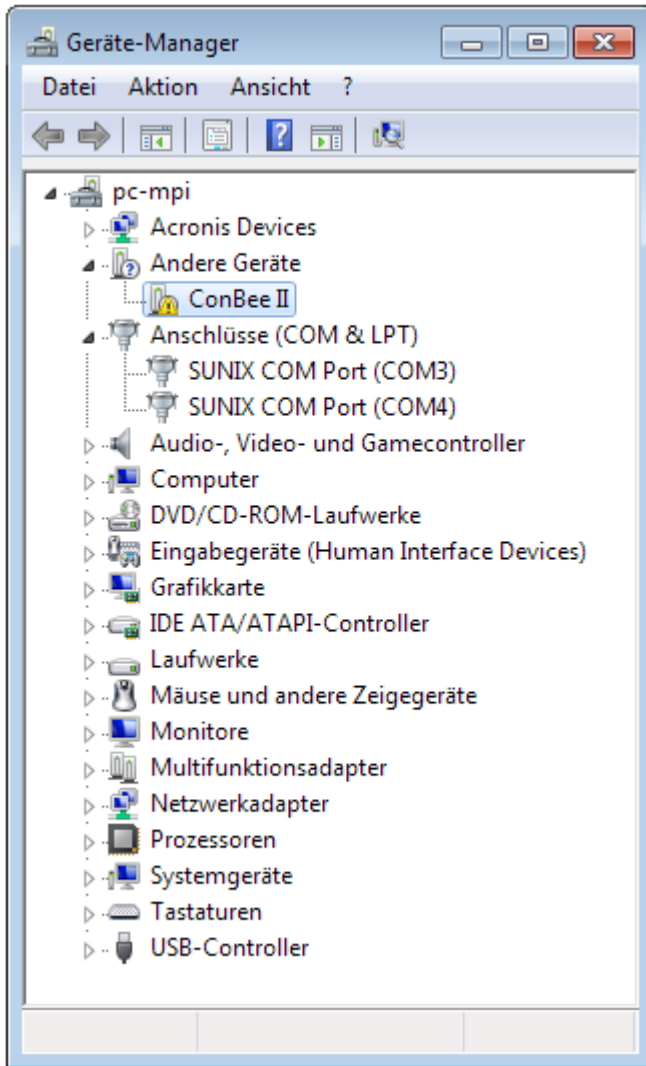 Geräte-Manager
Datei Aktion Ansicht ?
pc-mpi
Acronis Devices
Andere Geräte
ConBee II
Anschlüsse (COM & LPT)
SUNIX COM Port (COM3)
SUNIX COM Port (COM4)
Audio-, Video- und Gamecontroller
Computer
DVD/CD-ROM-Laufwerke
Eingabegeräte (Human Interface Devices)
Grafikkarte
IDE ATA/ATAPI-Controller
Laufwerke
Mäuse und andere Zeigegeräte
Monitore
Multifunktionsadapter
Netzwerkadapter
Prozessoren
Systemgeräte
Tastaturen
USB-Controller